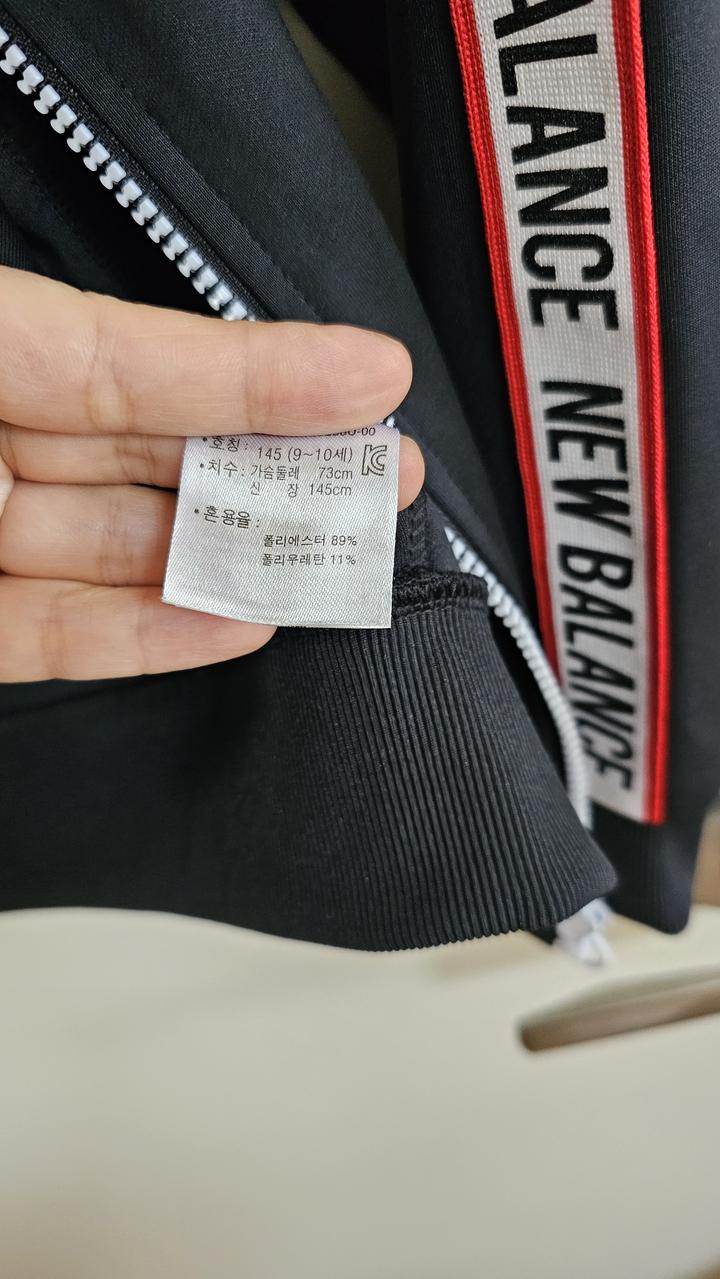 ALANCE NEW BALANCE
•호칭 : 145 (9~10세)
•치수 : 가슴둘레 73cm
신 장 145cm
•혼용율 :
폴리에스터 89%
폴리우레탄 11%